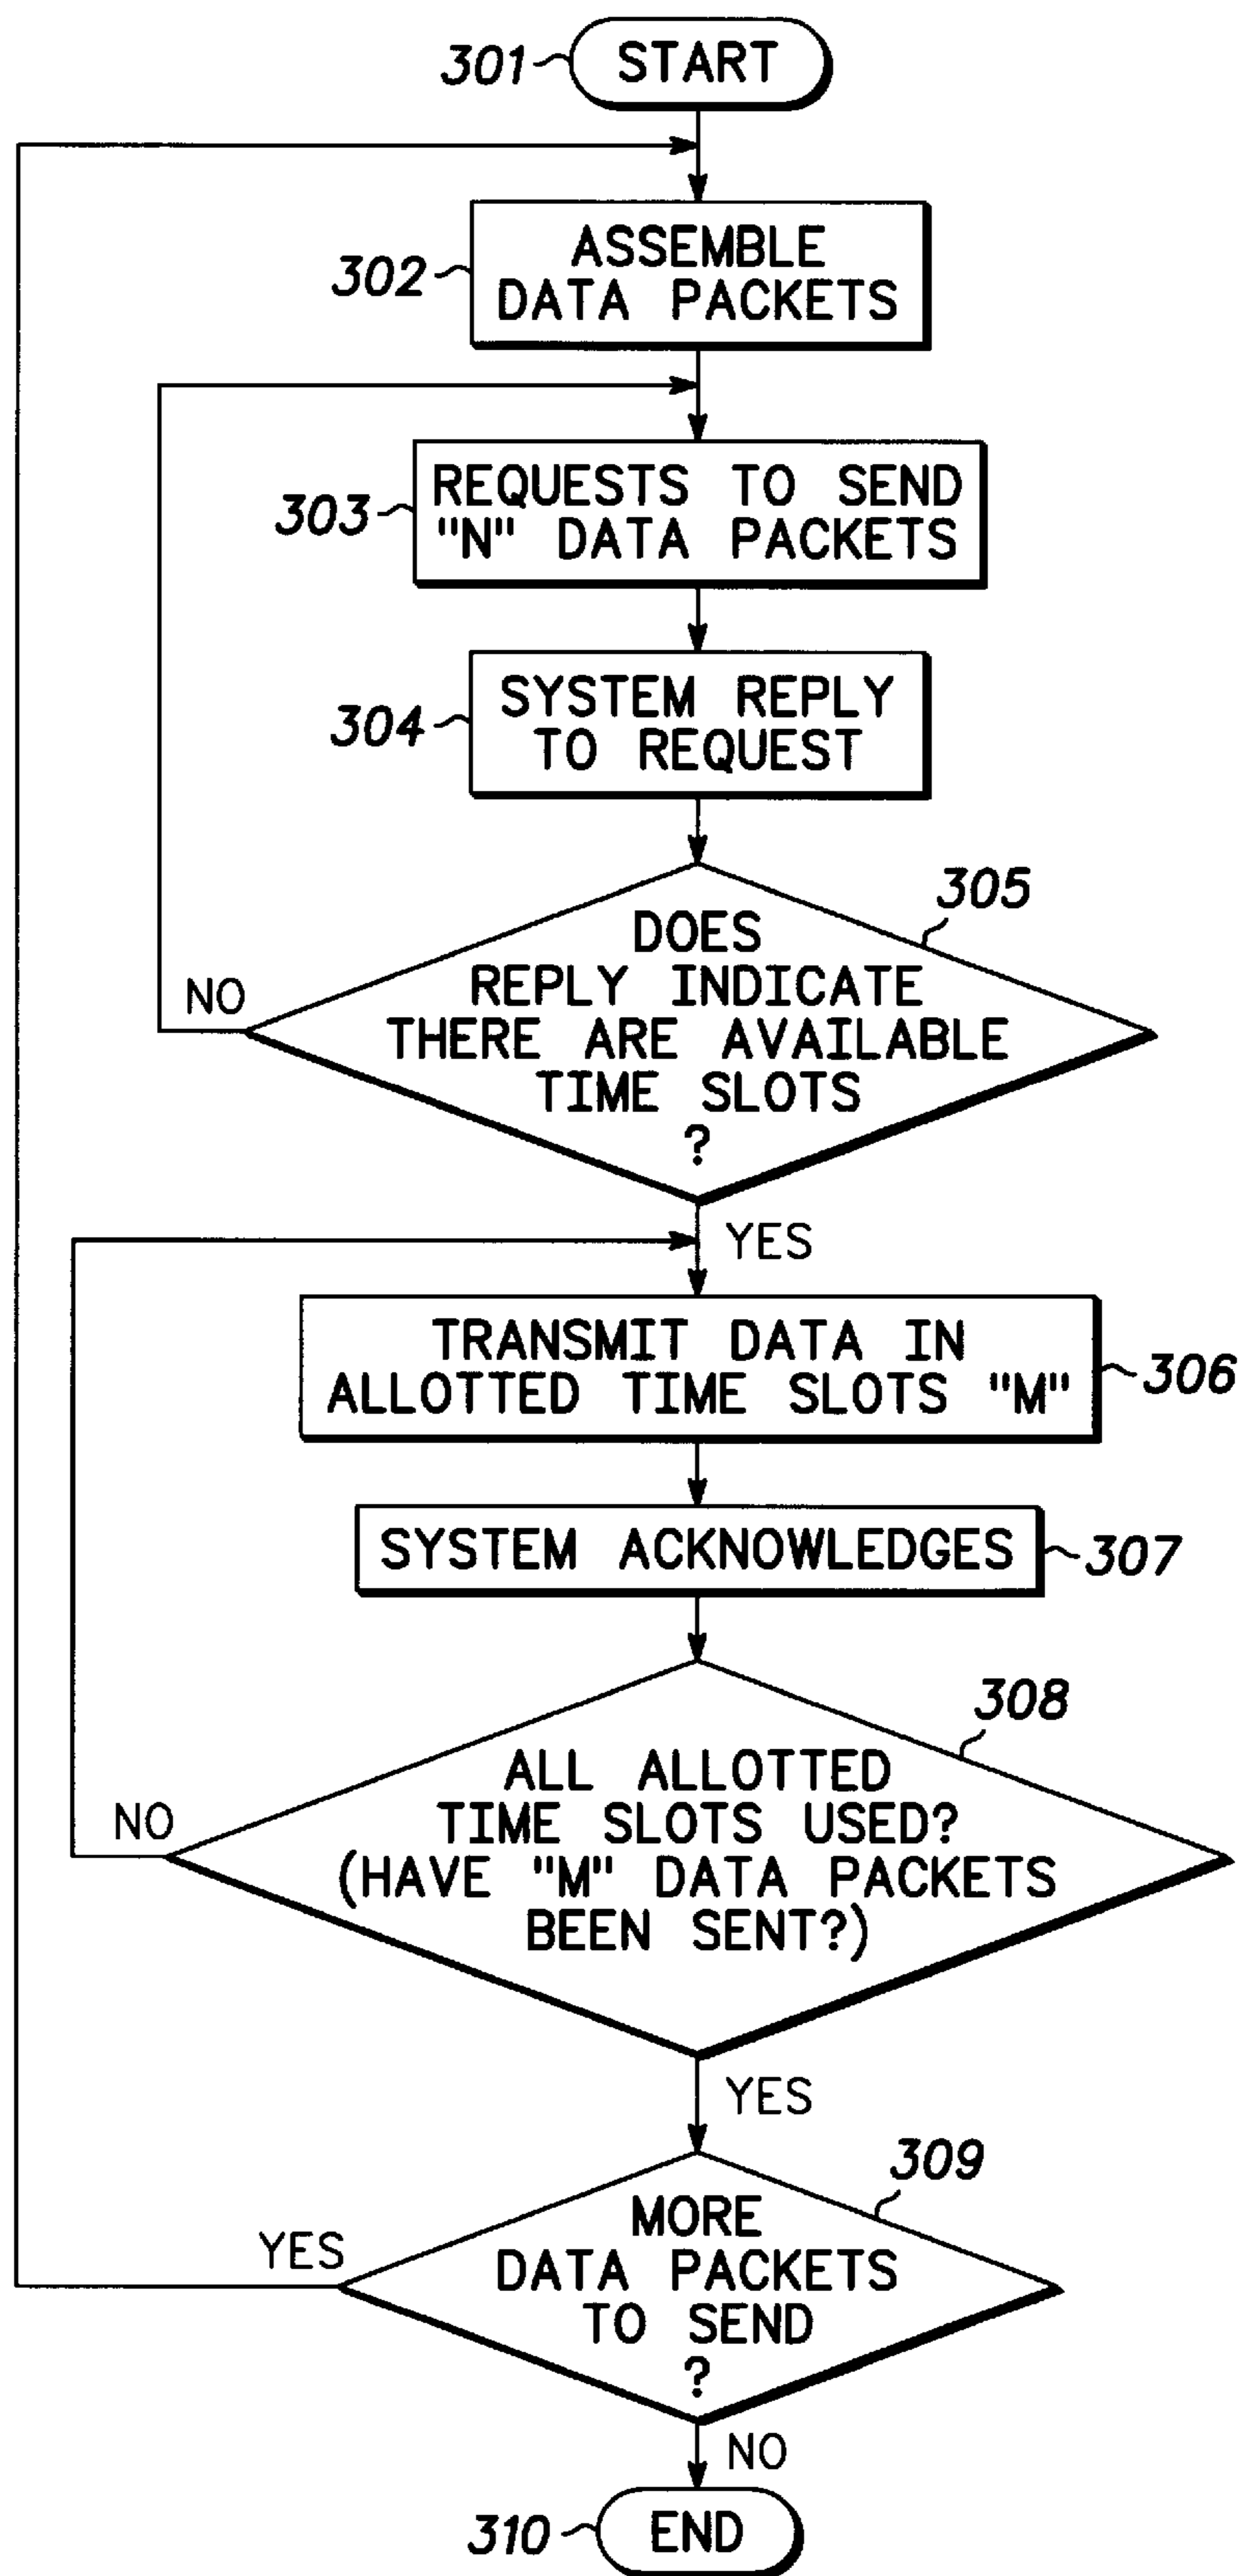 301
START
302
ASSEMBLE
DATA PACKETS
303
REQUESTS TO SEND
"N" DATA PACKETS
304
SYSTEM REPLY
TO REQUEST
305
DOES
REPLY INDICATE
THERE ARE AVAILABLE
TIME SLOTS
?
NO
YES
TRANSMIT DATA IN
ALLOTTED TIME SLOTS "M"
306
SYSTEM ACKNOWLEDGES
307
308
ALL ALLOTTED
TIME SLOTS USED?
(HAVE "M" DATA PACKETS
BEEN SENT?)
NO
YES
309
MORE
DATA PACKETS
TO SEND
?
YES
NO
310
END